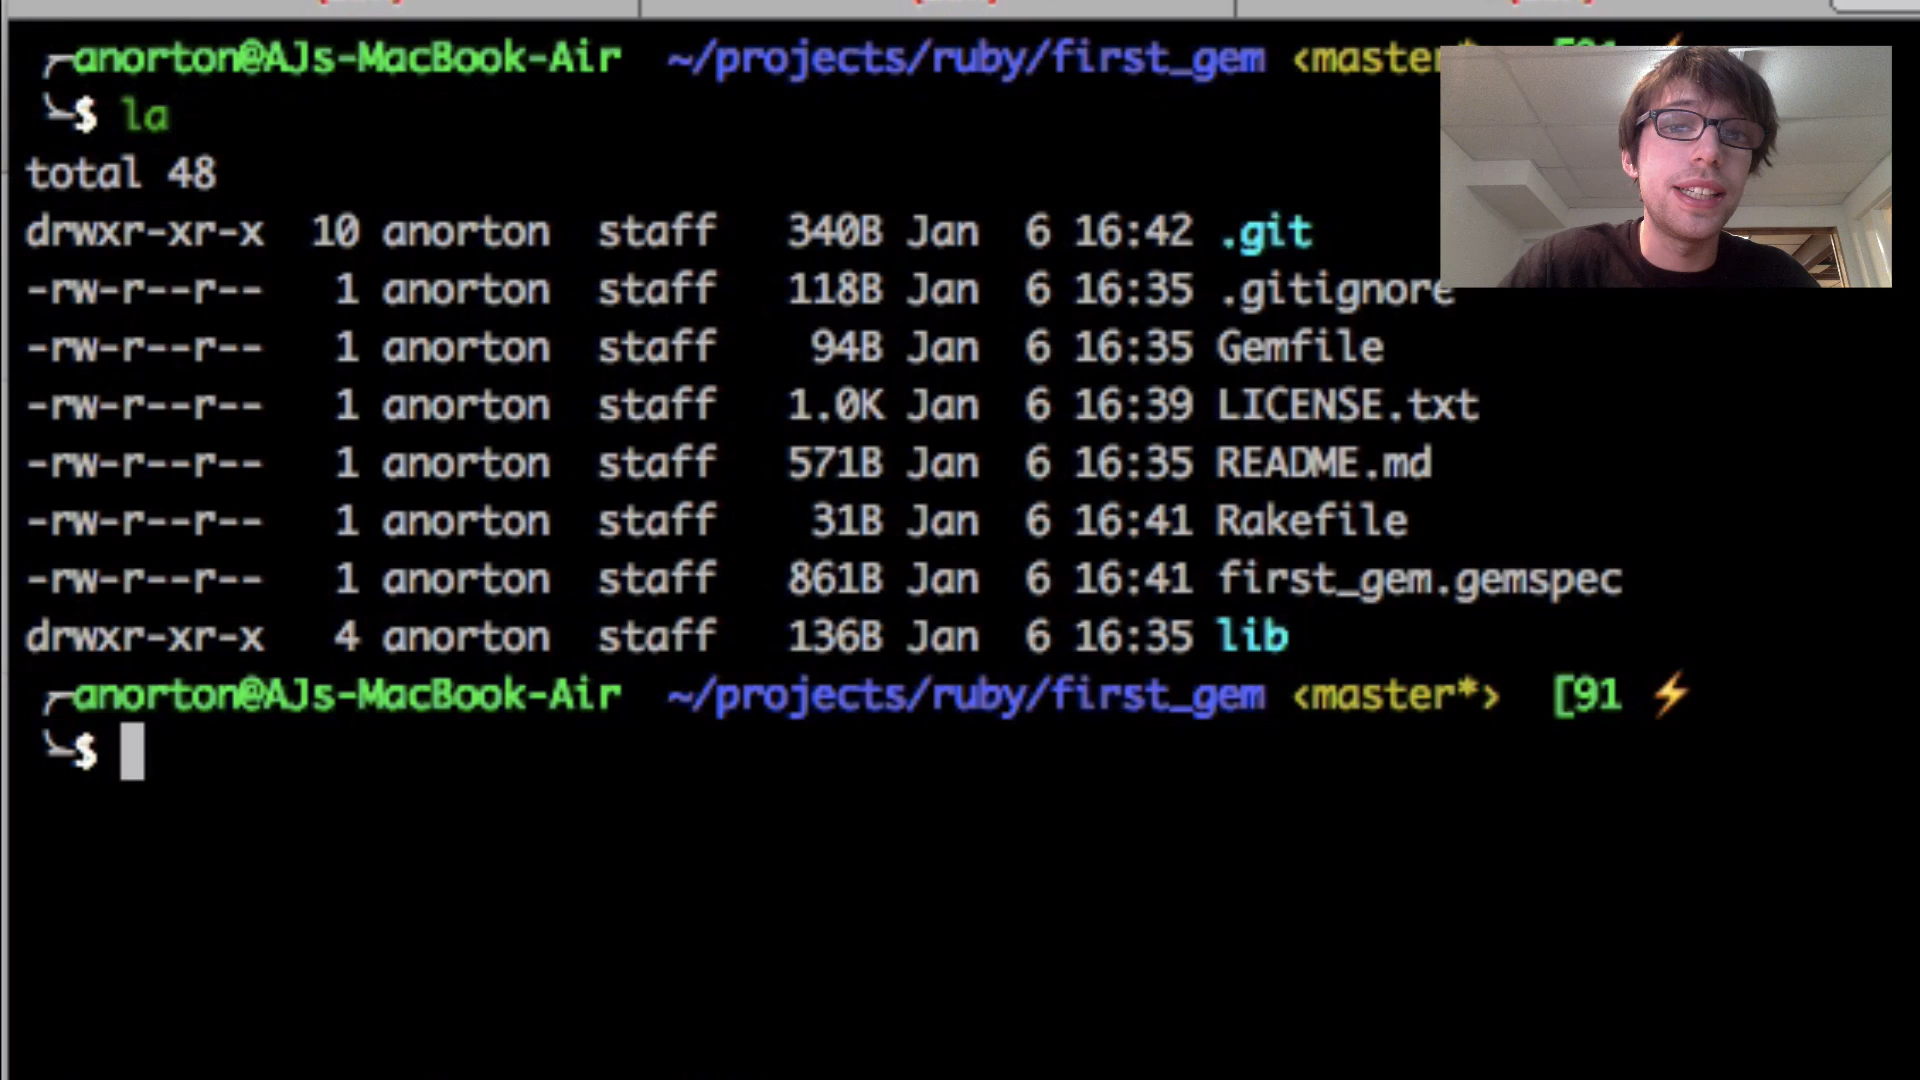 anorton@AJs-MacBook-Air ~/projects/ruby/first_gem <master*
$ la
total 48
drwxr-xr-x 10 anorton staff 340B Jan 6 16:42 .git
-rw-r--r-- 1 anorton staff 118B Jan 6 16:35 .gitignore
-rw-r--r-- 1 anorton staff 94B Jan 6 16:35 Gemfile
-rw-r--r-- 1 anorton staff 1.0K Jan 6 16:39 LICENSE.txt
-rw-r--r-- 1 anorton staff 571B Jan 6 16:35 README.md
-rw-r--r-- 1 anorton staff 31B Jan 6 16:41 Rakefile
-rw-r--r-- 1 anorton staff 861B Jan 6 16:41 first_gem.gemspec
drwxr-xr-x 4 anorton staff 136B Jan 6 16:35 lib
anorton@AJs-MacBook-Air ~/projects/ruby/first_gem <master*> [91 ⚡
$